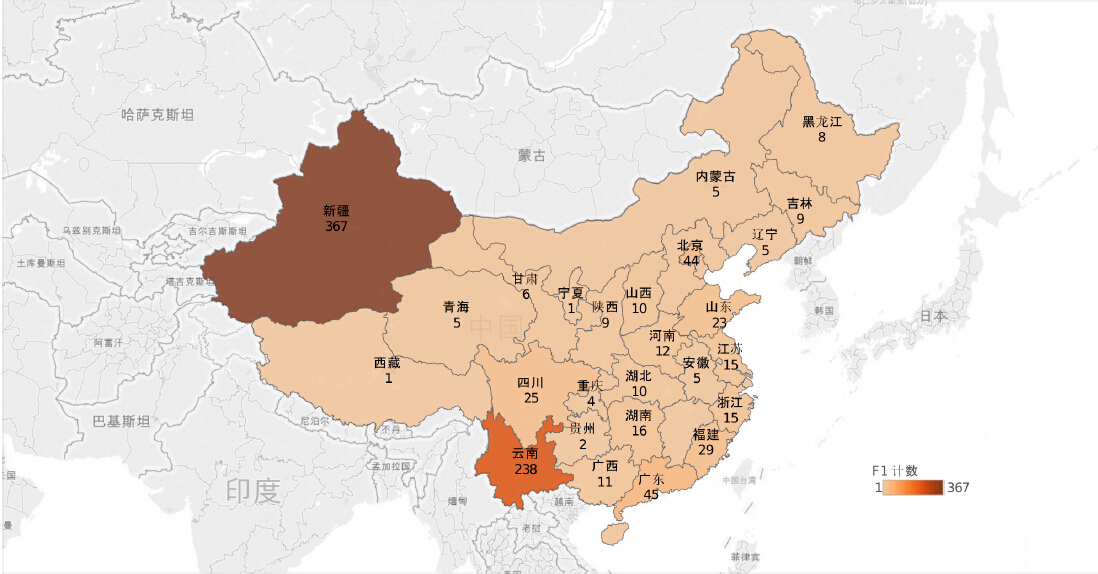 哈萨克斯坦
黑龙江
8
蒙古
内蒙古
5
吉林
9
新疆
367
乌兹别克斯坦
吉尔吉斯斯坦
辽宁
5
北京
44
土库曼斯坦
朝鲜
塔吉克斯坦
甘肃
6
宁夏
1
山西
10
陕西
9
青海
5
山东
23
韩国
日本
中国
河南
12
阿富汗
江苏
15
安徽
5
西藏
1
四川
25
重庆
4
湖北
10
浙江
15
湖南
16
巴基斯坦
尼泊尔
不丹
贵州
2
福建
29
云南
238
孟加拉国
广西
11
广东
45
F1 计数
1
367
中国台湾
印度
缅甸
越南
老挝
菲律宾
国
曼